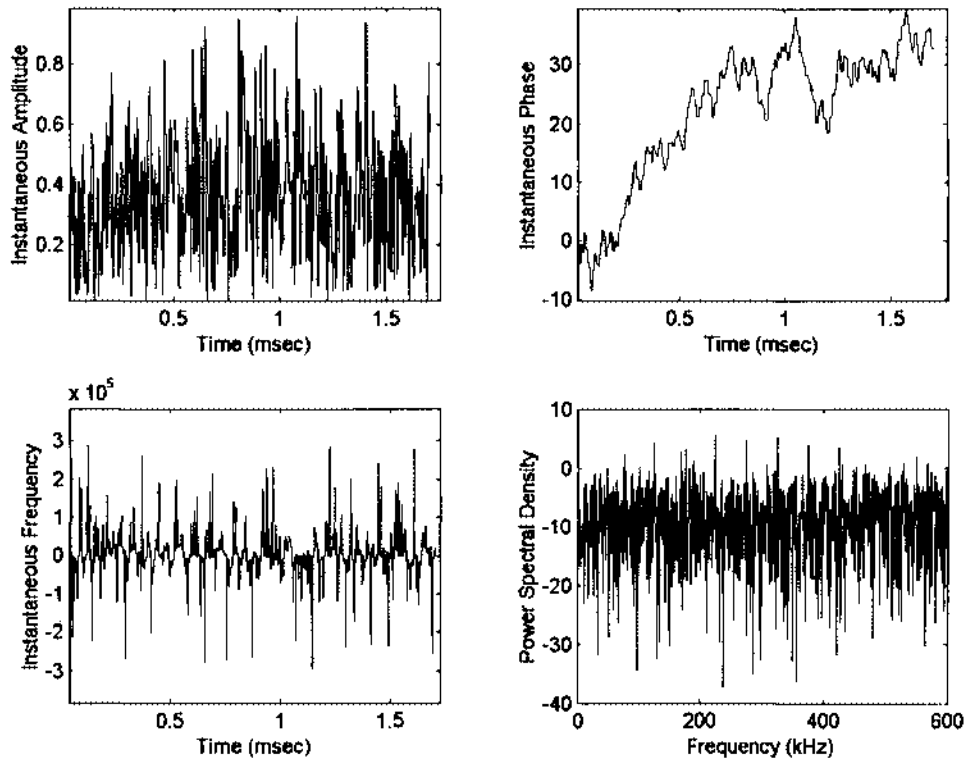 Instantaneous Amplitude
0.8
0.6
0.4
0.2
0.5 1 1.5
Time (msec)
Instantaneous Phase
30
20
10
0
-10
0.5 1 1.5
Time (msec)
x 10^5
Instantaneous Frequency
3
2
1
0
-1
-2
-3
0.5 1 1.5
Time (msec)
Power Spectral Density
10
0
-10
-20
-30
-40
0 200 400 600
Frequency (kHz)